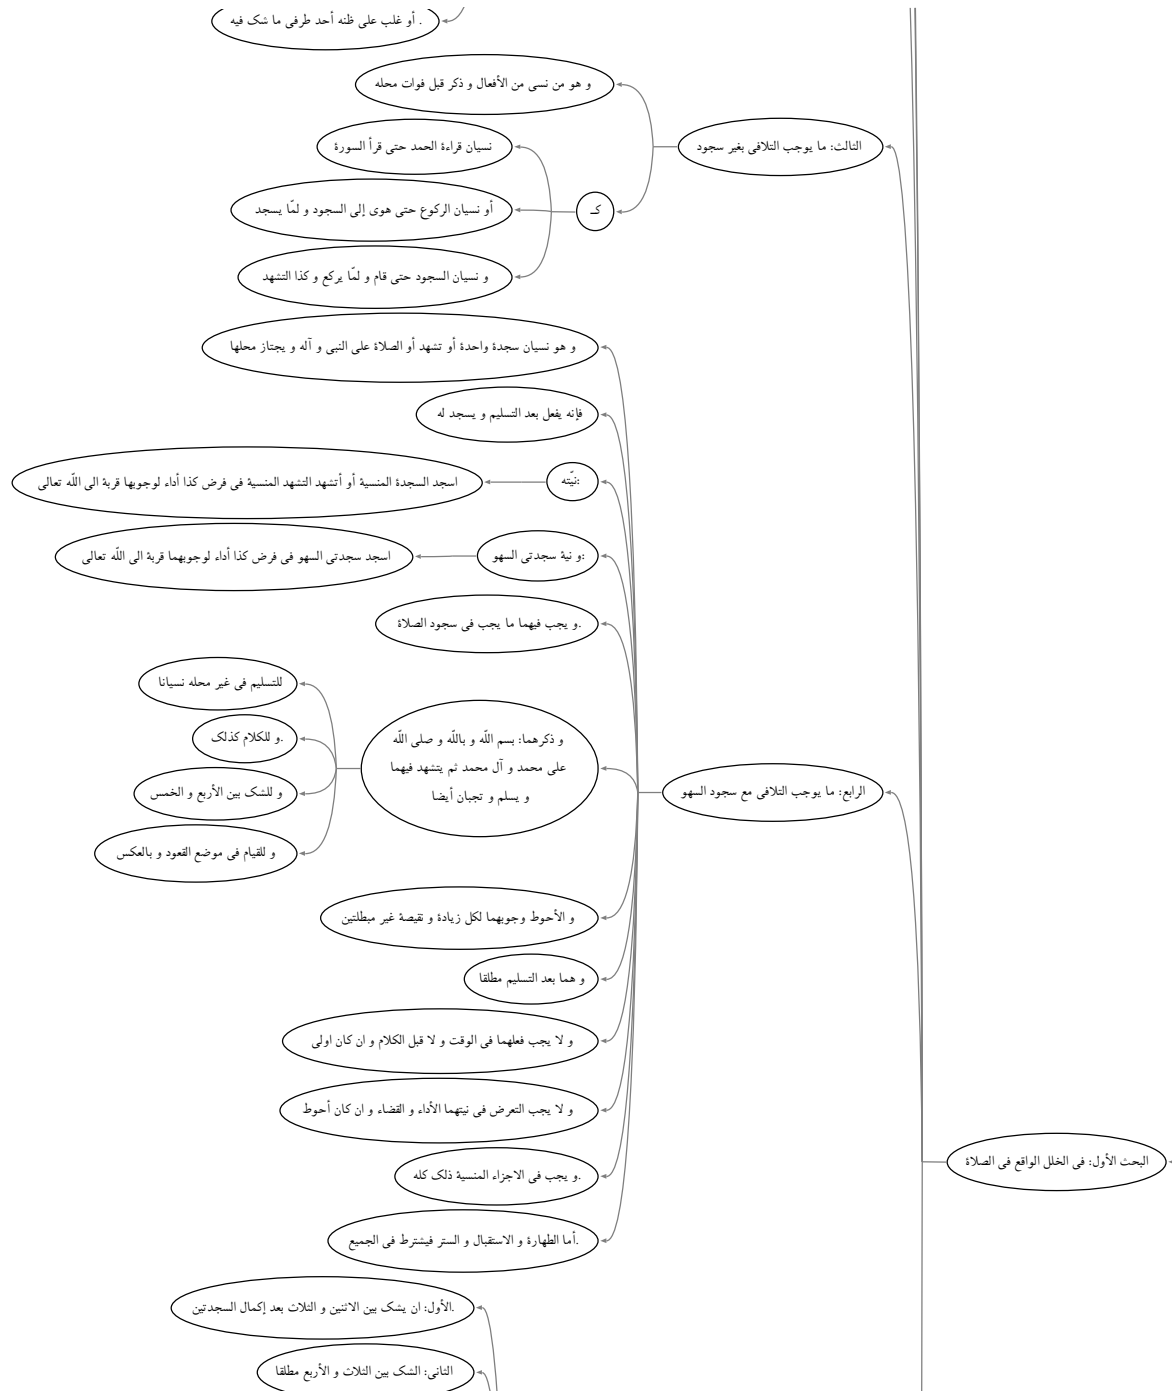 أو غلب على ظنه أحد طرفى ما شک فيه .
و هو من نسى من الأفعال و ذكر قبل فوات محله
الثالث: ما يوجب التلافى بغير سجود
نسيان قراءة الحمد حتى قرأ السورة
كـ
أو نسيان الركوع حتى هوى إلى السجود و لمّا يسجد
و نسيان السجود حتى قام و لمّا يركع و كذا التشهد
و هو نسيان سجدة واحدة أو تشهد أو الصلاة على النبى و آله و يجتاز محلها
فإنه يفعل بعد التسليم و يسجد له
نيّته:
اسجد السجدة المنسية أو أتشهد التشهد المنسية فى فرض كذا أداء لوجوبها قربة الى اللّه تعالى
و نية سجدتى السهو:
اسجد سجدتى السهو فى فرض كذا أداء لوجوبهما قربة الى اللّه تعالى
و يجب فيهما ما يجب فى سجود الصلاة.
للتسليم فى غير محله نسيانا
و للكلام كذلک.
و ذكرهما: بسم اللّه و باللّه و صلى اللّه
على محمد و آل محمد ثم يتشهد فيهما
و يسلم و تجبان أيضا
الرابع: ما يوجب التلافى مع سجود السهو
و للشک بين الأربع و الخمس
و للقيام فى موضع القعود و بالعكس
و الأحوط وجوبهما لكل زيادة و نقيصة غير مبطلتين
و هما بعد التسليم مطلقا
و لا يجب فعلهما فى الوقت و لا قبل الكلام و ان كان اولى
و لا يجب التعرض فى نيتهما الأداء و القضاء و ان كان أحوط
البحث الأول: فى الخلل الواقع فى الصلاة
و يجب فى الاجزاء المنسية ذلک كله.
أما الطهارة و الاستقبال و الستر فيشترط فى الجميع.
الأول: ان يشک بين الاثنين و الثلاث بعد إكمال السجدتين.
الثانى: الشک بين الثلاث و الأربع مطلقا